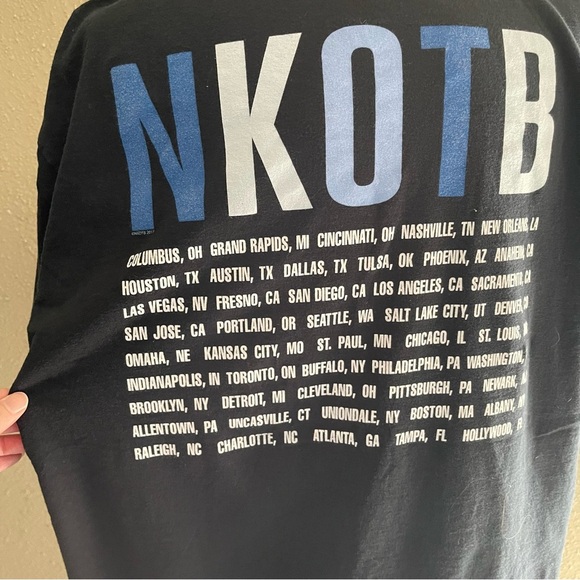 NKOTB
©NKOTB 2017
COLUMBUS, OH GRAND RAPIDS, MI CINCINNATI, OH NASHVILLE, TN NEW ORLEANS, LA
HOUSTON, TX AUSTIN, TX DALLAS, TX TULSA, OK PHOENIX, AZ ANAHEIM, CA
LAS VEGAS, NV FRESNO, CA SAN DIEGO, CA LOS ANGELES, CA SACRAMENTO, CA
SAN JOSE, CA PORTLAND, OR SEATTLE, WA SALT LAKE CITY, UT DENVER,
OMAHA, NE KANSAS CITY, MO ST. PAUL, MN CHICAGO, IL ST. LOUIS,
INDIANAPOLIS, IN TORONTO, ON BUFFALO, NY PHILADELPHIA, PA WASHINGTON,
BROOKLYN, NY DETROIT, MI CLEVELAND, OH PITTSBURGH, PA NEWARK,
ALLENTOWN, PA UNCASVILLE, CT UNIONDALE, NY BOSTON, MA ALBANY,
RALEIGH, NC CHARLOTTE, NC ATLANTA, GA TAMPA, FL HOLLYWOOD,